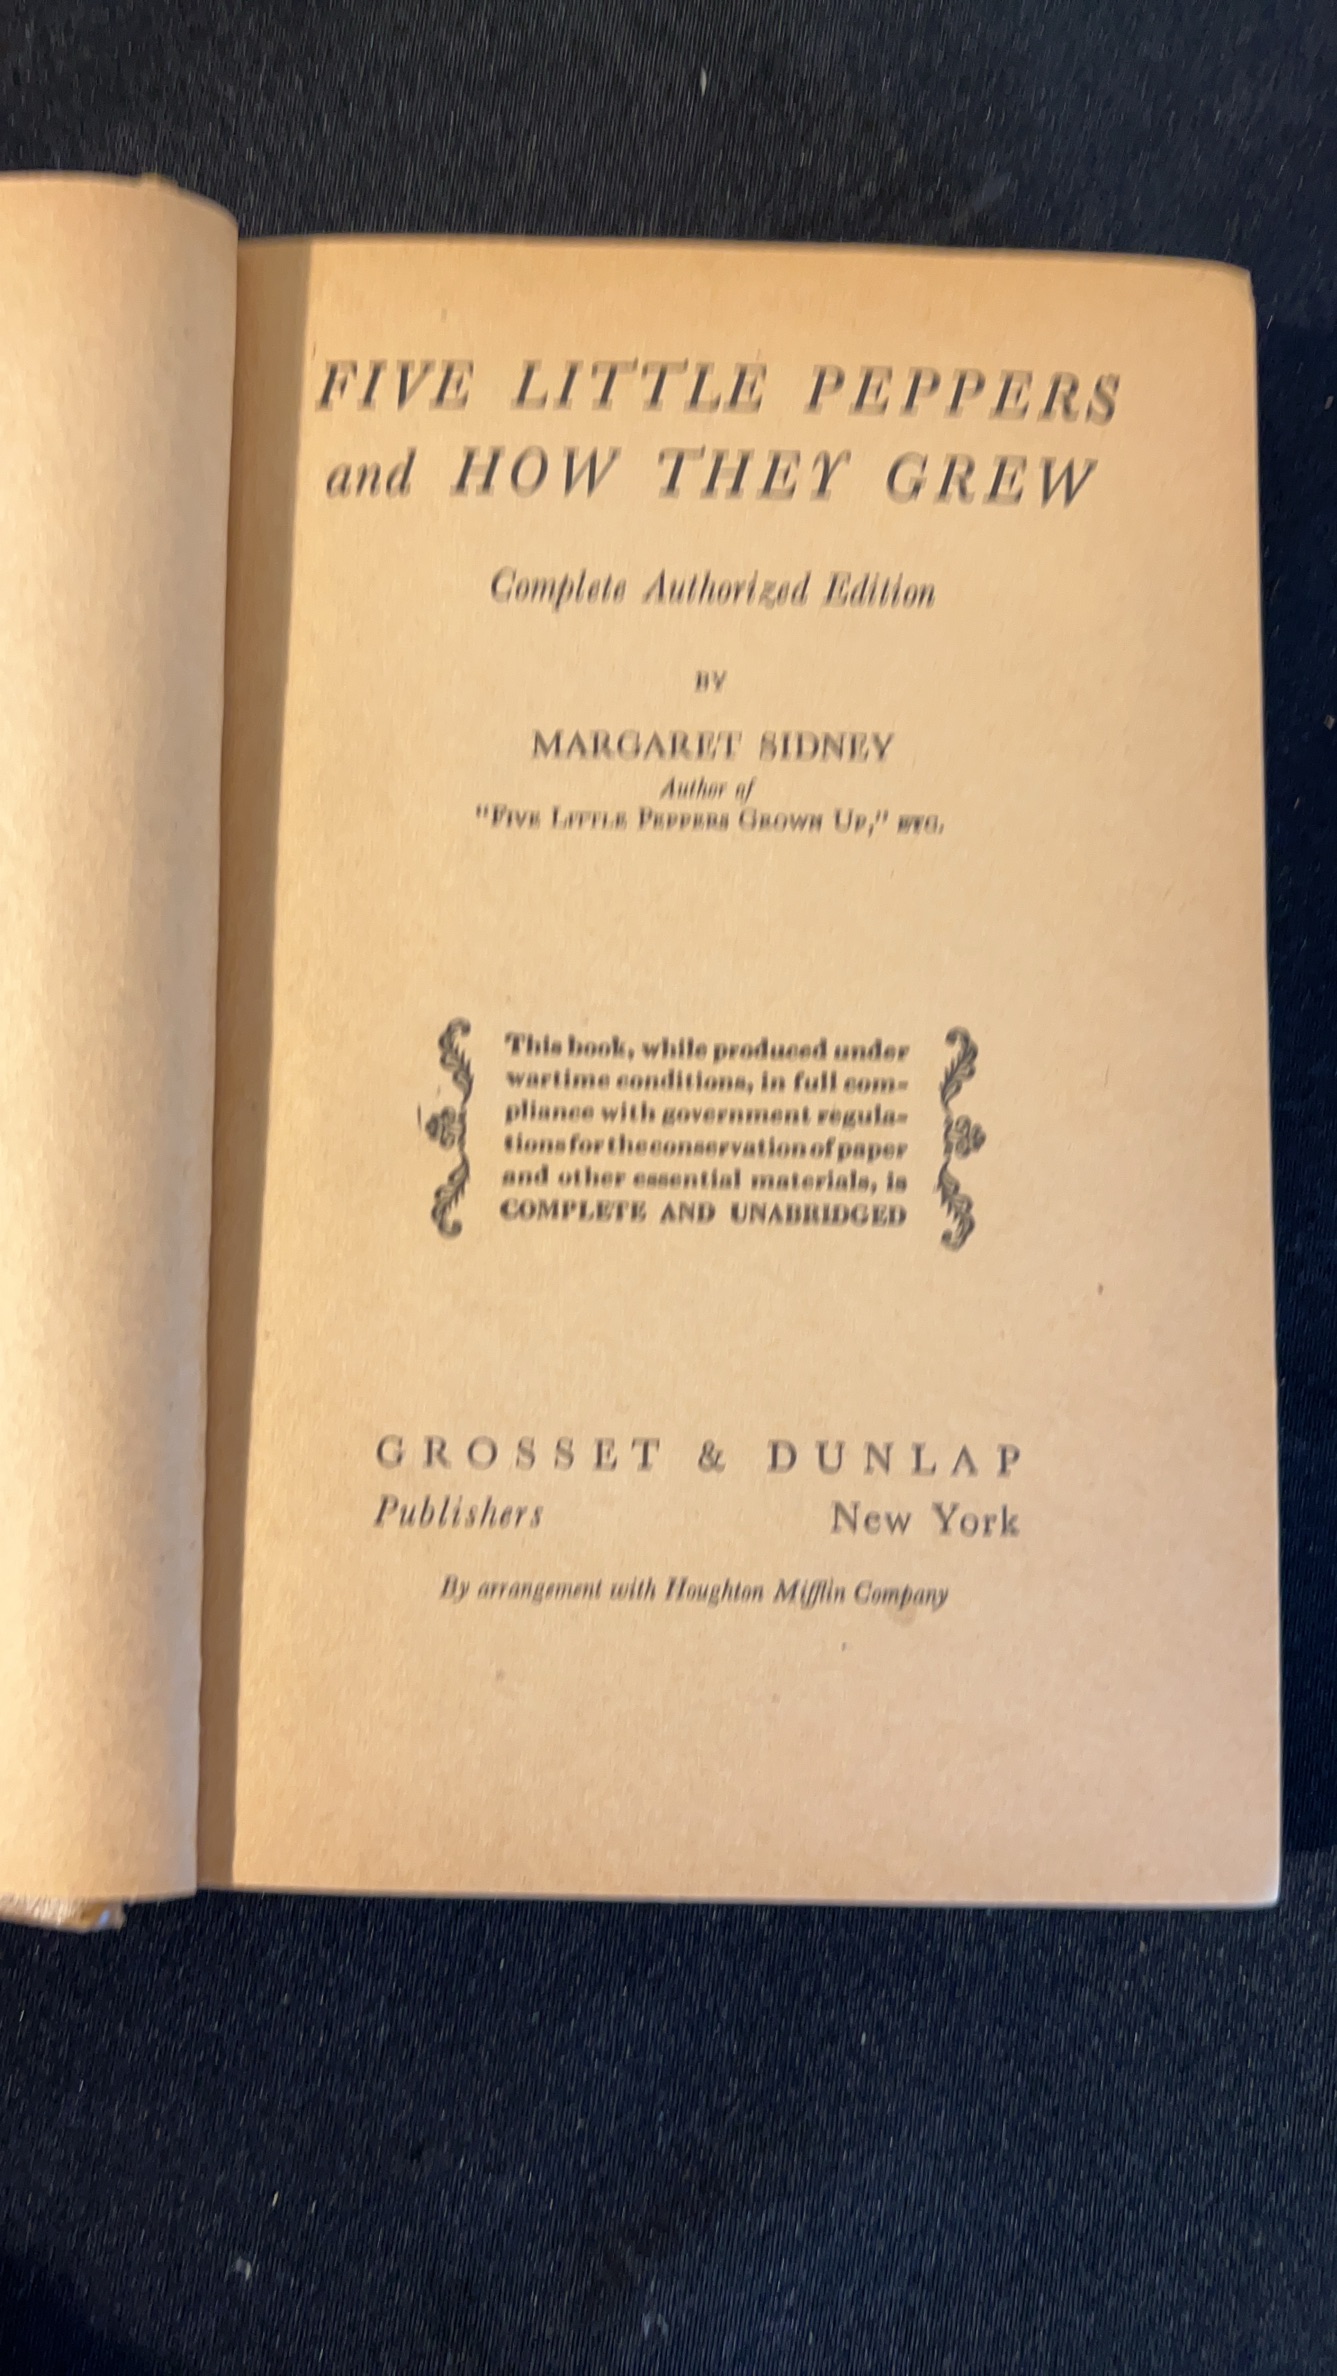 FIVE LITTLE PEPPERS
and HOW THEY GREW
Complete Authorized Edition
BY
MARGARET SIDNEY
Author of
"FIVE LITTLE PEPPERS GROWN UP," ETC.
This book, while produced under
wartime conditions, in full com-
pliance with government regula-
tions for the conservation of paper
and other essential materials, is
COMPLETE AND UNABRIDGED
GROSSET & DUNLAP
Publishers New York
By arrangement with Houghton Mifflin Company